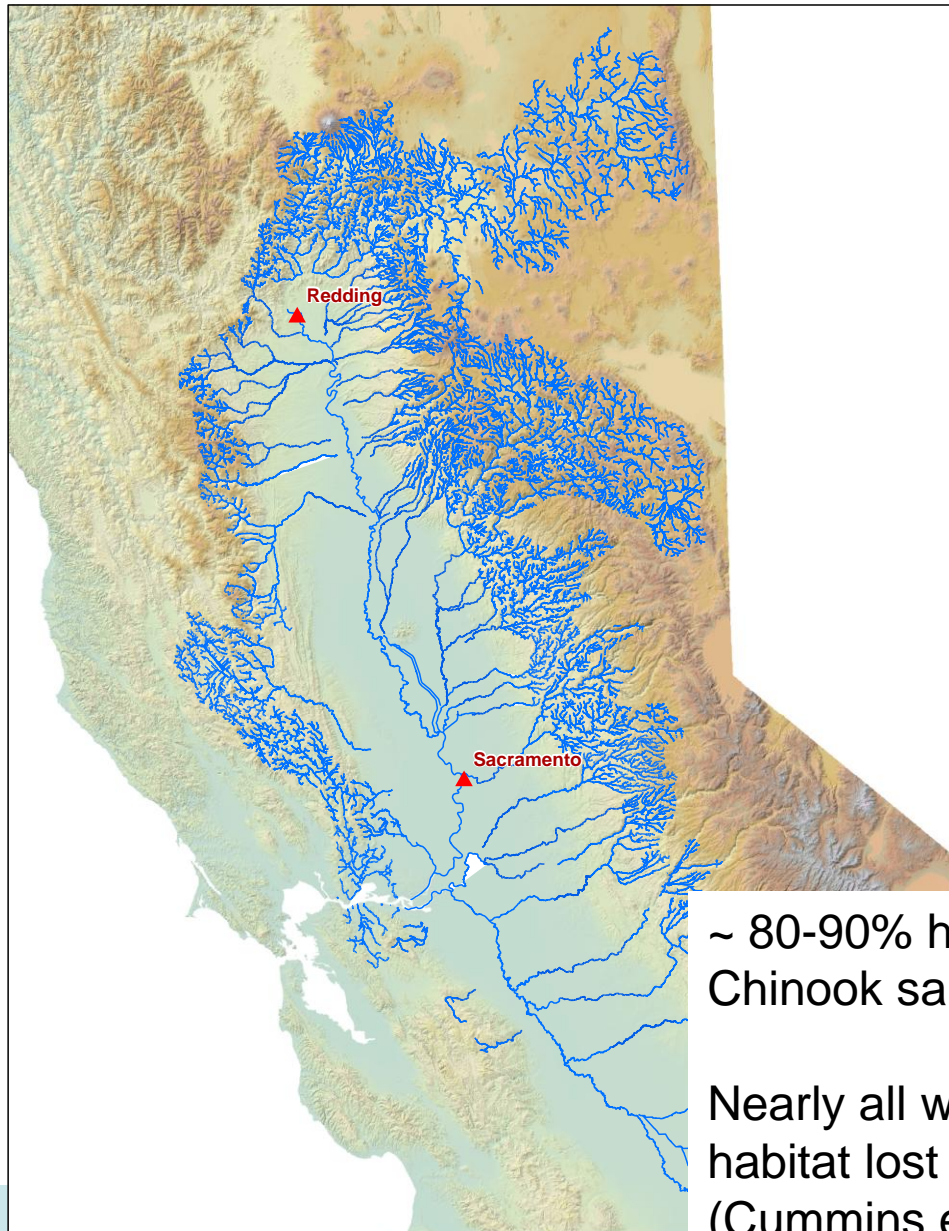 Redding
Sacramento
~ 80-90% h
Chinook sa
Nearly all w
habitat lost
(Cummins e